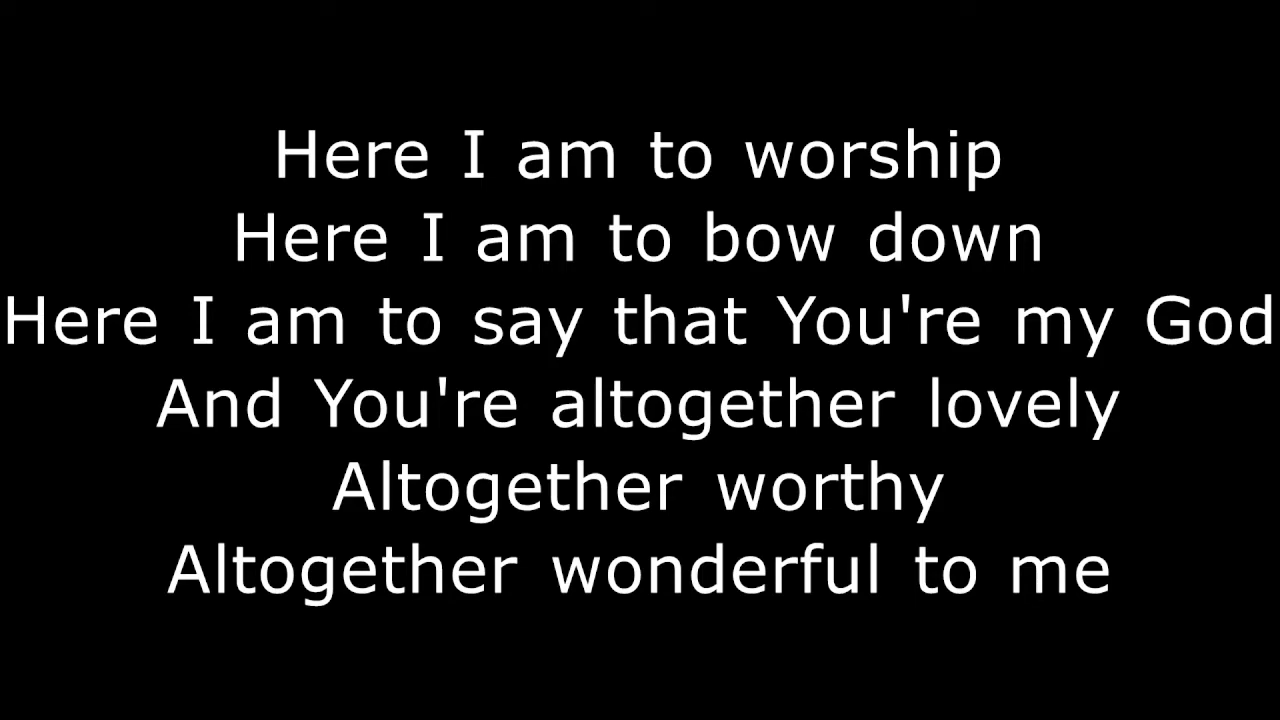 Here I am to worship
Here I am to bow down
Here I am to say that You're my God
And You're altogether lovely
Altogether worthy
Altogether wonderful to me